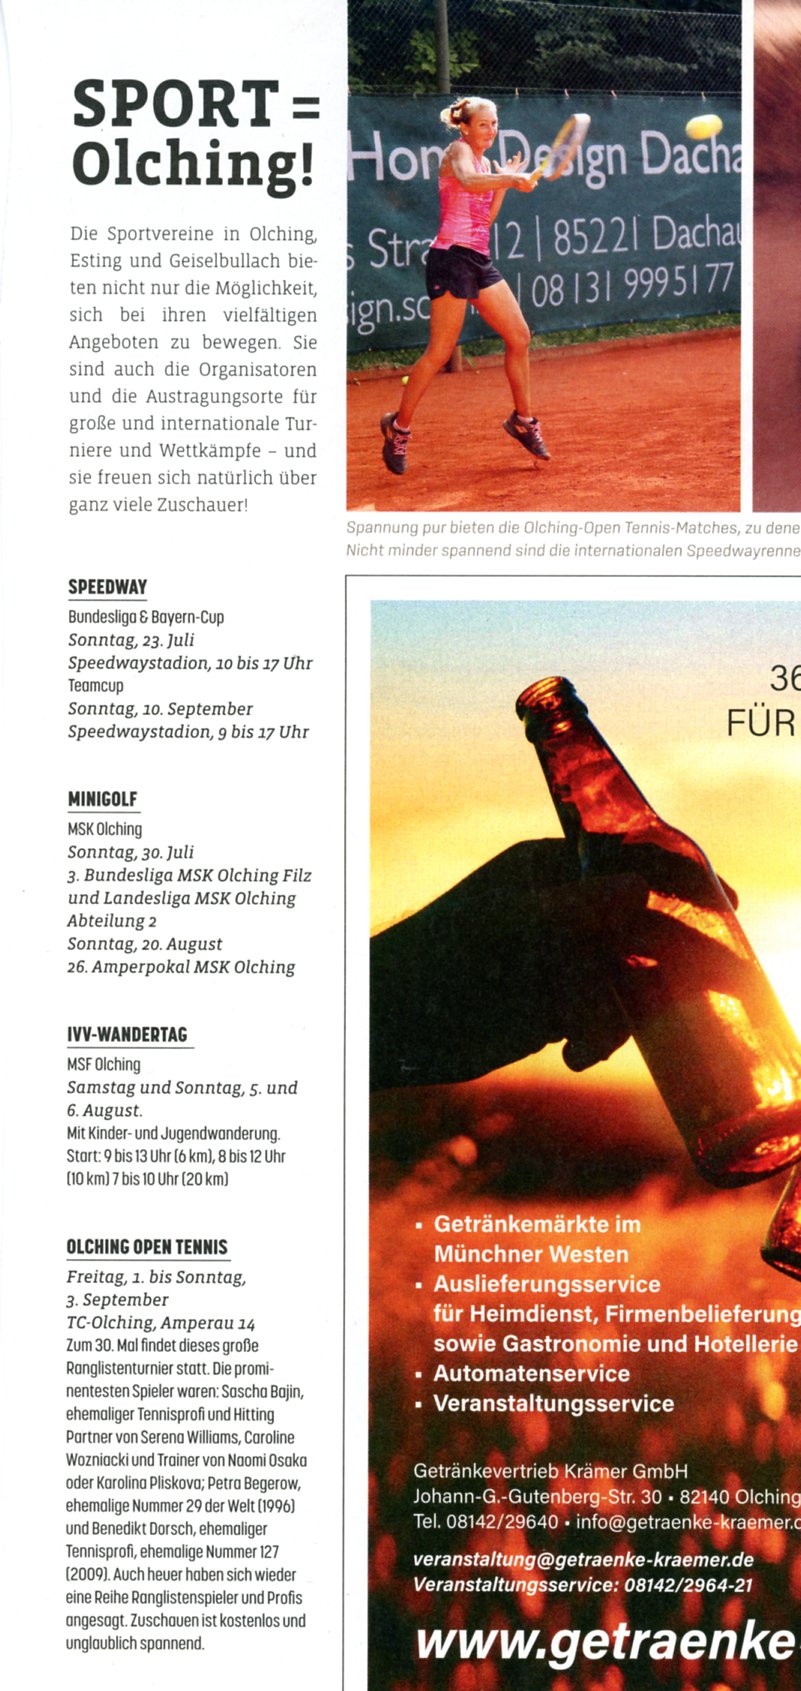 SPORT =
Olching!
Die Sportvereine in Olching,
Esting und Geiselbullach bie-
ten nicht nur die Möglichkeit,
sich bei ihren vielfältigen
Angeboten zu bewegen. Sie
sind auch die Organisatoren
und die Austragungsorte für
große und internationale Tur-
niere und Wettkämpfe – und
sie freuen sich natürlich über
ganz viele Zuschauer!
SPEEDWAY
Bundesliga & Bayern-Cup
Sonntag, 23. Juli
Speedwaystadion, 10 bis 17 Uhr
Teamcup
Sonntag, 10. September
Speedwaystadion, 9 bis 17 Uhr
MINIGOLF
MSK Olching
Sonntag, 30. Juli
3. Bundesliga MSK Olching Filz
und Landesliga MSK Olching
Abteilung 2
Sonntag, 20. August
26. Amperpokal MSK Olching
IVV-WANDERTAG
MSF Olching
Samstag und Sonntag, 5. und
6. August.
Mit Kinder- und Jugendwanderung.
Start: 9 bis 13 Uhr (6 km), 8 bis 12 Uhr
(10 km) 7 bis 10 Uhr (20 km)
OLCHING OPEN TENNIS
Freitag, 1. bis Sonntag,
3. September
TC-Olching, Amperau 14
Zum 30. Mal findet dieses große
Ranglistenturnier statt. Die promi-
nentesten Spieler waren: Sascha Bajin,
ehemaliger Tennisprofi und Hitting
Partner von Serena Williams, Caroline
Wozniacki und Trainer von Naomi Osaka
oder Karolina Pliskova; Petra Begerow,
ehemalige Nummer 29 der Welt (1996)
und Benedikt Dorsch, ehemaliger
Tennisprofi, ehemalige Nummer 127
(2009). Auch heuer haben sich wieder
eine Reihe Ranglistenspieler und Profis
angesagt. Zuschauen ist kostenlos und
unglaublich spannend.
Hom Design Dacha
s Stra 12 | 85221 Dachau
ign.sc | 08131 9995177
Spannung pur bieten die Olching-Open Tennis-Matches, zu dene
Nicht minder spannend sind die internationalen Speedwayrenne
36
FÜR
• Getränkemärkte im
Münchner Westen
• Auslieferungsservice
für Heimdienst, Firmenbelieferung
sowie Gastronomie und Hotellerie
• Automatenservice
• Veranstaltungsservice
Getränkevertrieb Krämer GmbH
Johann-G.-Gutenberg-Str. 30 • 82140 Olching
Tel. 08142/29640 • info@getraenke-kraemer.d
veranstaltung@getraenke-kraemer.de
Veranstaltungsservice: 08142/2964-21
www.getraenke-